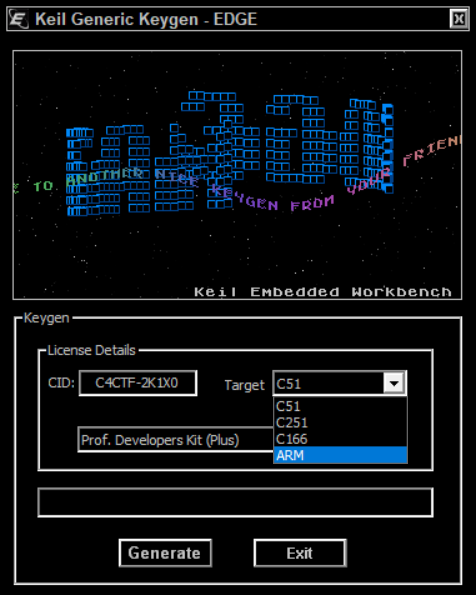 Keil Generic Keygen - EDGE
E TO ANOTHER NICE KEYGEN FROM YOUR FRIEN
Keil Embedded Workbench
Keygen
License Details
CID: C4CTF-2K1X0 Target C51
C51
C251
C166
ARM
Prof. Developers Kit (Plus)
Generate Exit